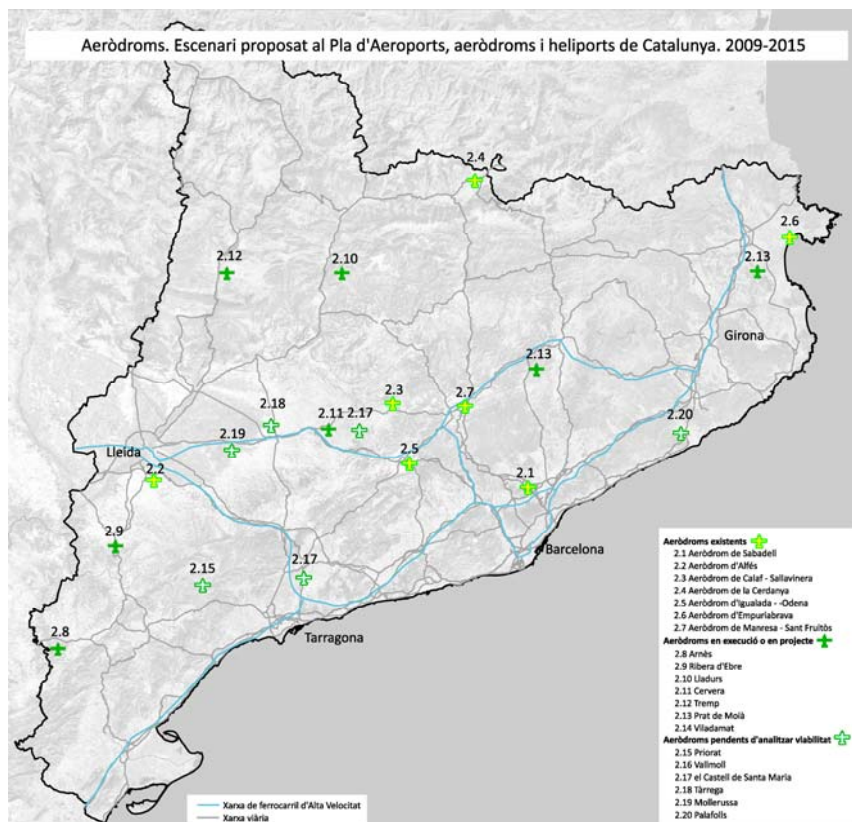 Aeròdroms. Escenari proposat al Pla d'Aeroports, aeròdroms i heliports de Catalunya. 2009-2015
2.4
2.6
2.12
2.10
2.13
Girona
2.13
2.3
2.7
2.18
2.11
2.17
2.20
2.19
Lleida
2.5
2.2
2.1
2.9
Barcelona
2.17
2.15
2.8
Tarragona
Aeròdroms existents
2.1 Aeròdrom de Sabadell
2.2 Aeròdrom d'Alfés
2.3 Aeròdrom de Calaf - Sallavinera
2.4 Aeròdrom de la Cerdanya
2.5 Aeròdrom d'Igualada - -Odena
2.6 Aeròdrom d'Empuriabrava
2.7 Aeròdrom de Manresa - Sant Fruitós
Aeròdroms en execució o en projecte
2.8 Arnès
2.9 Ribera d'Ebre
2.10 Lladurs
2.11 Cervera
2.12 Tremp
2.13 Prat de Moià
2.14 Viladamat
Aeròdroms pendents d'analitzar viabilitat
2.15 Priorat
2.16 Vallmoll
2.17 el Castell de Santa Maria
2.18 Tàrrega
2.19 Mollerussa
2.20 Palafolls
Xarxa de ferrocarril d'Alta Velocitat
Xarxa viària